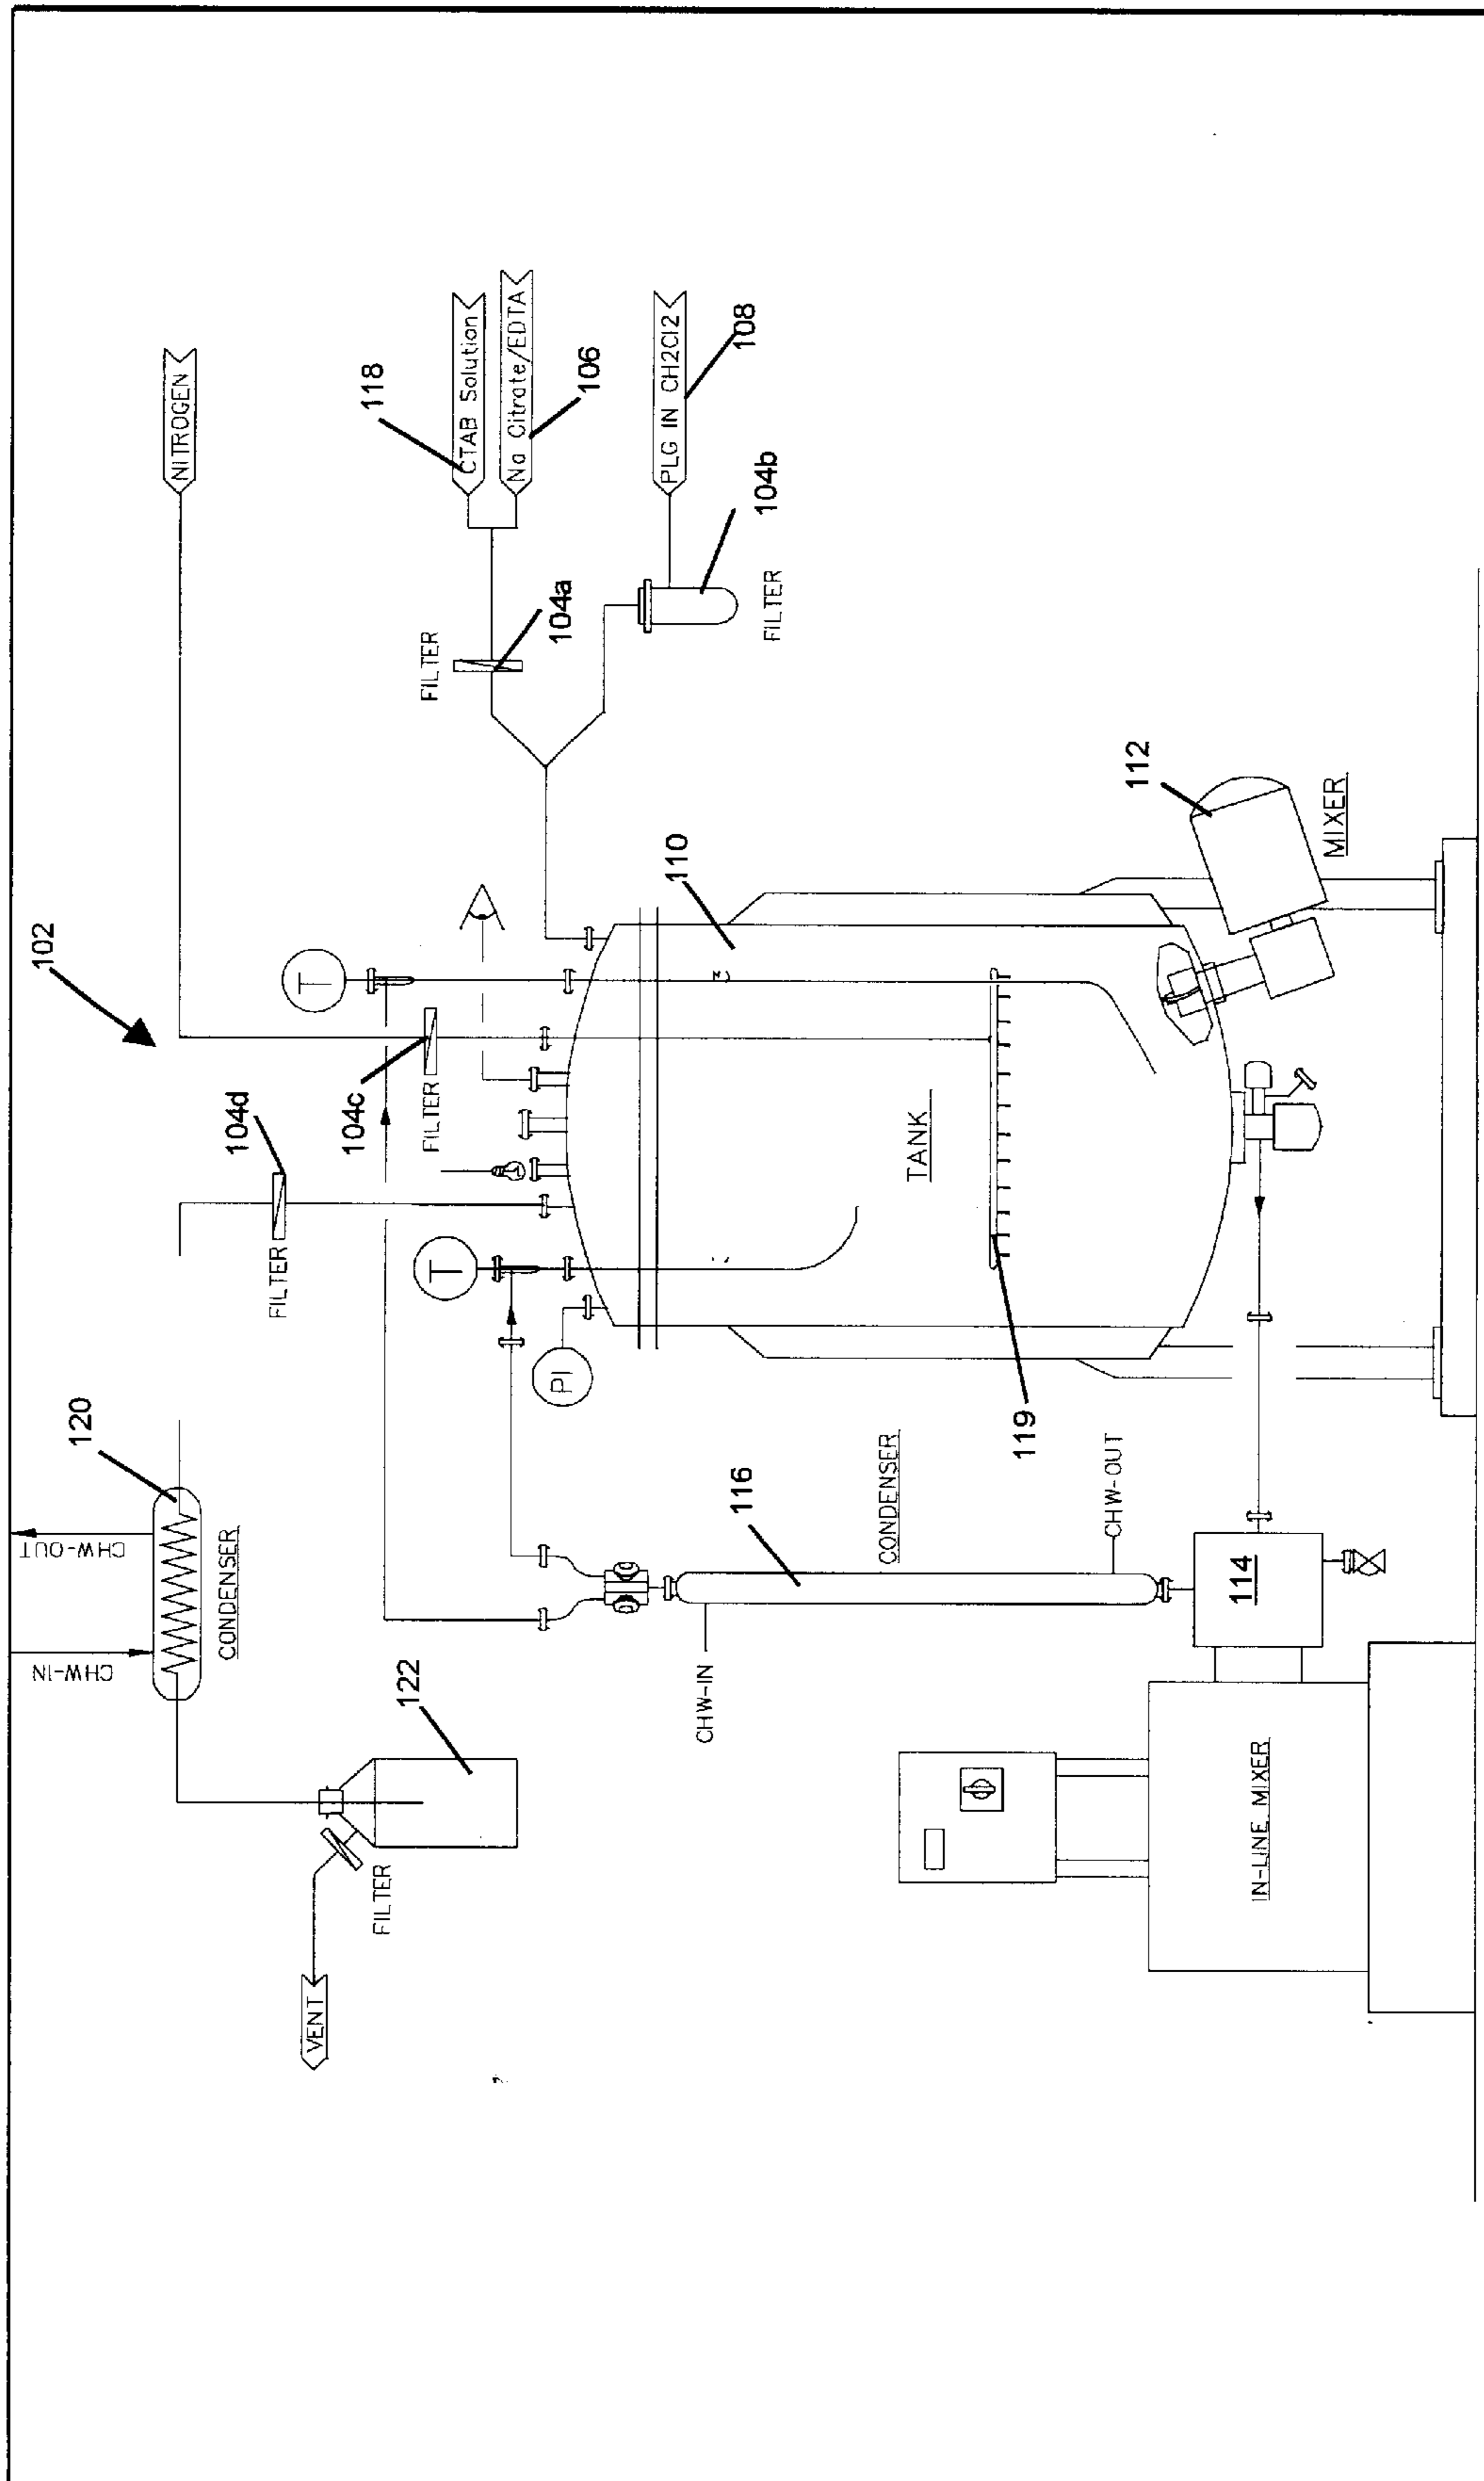 102
CHW-IN
CHW-OUT
120
NITROGEN
CONDENSER
104d
FILTER
VENT
T
104c
118
FILTER
122
FILTER
FILTER
T
CTAB Solution
Na Citrate/EDTA
PI
104a
106
PLG IN CH2Cl2
110
CHW-IN
116
108
104b
FILTER
CONDENSER
TANK
119
CHW-OUT
112
114
IN-LINE MIXER
MIXER